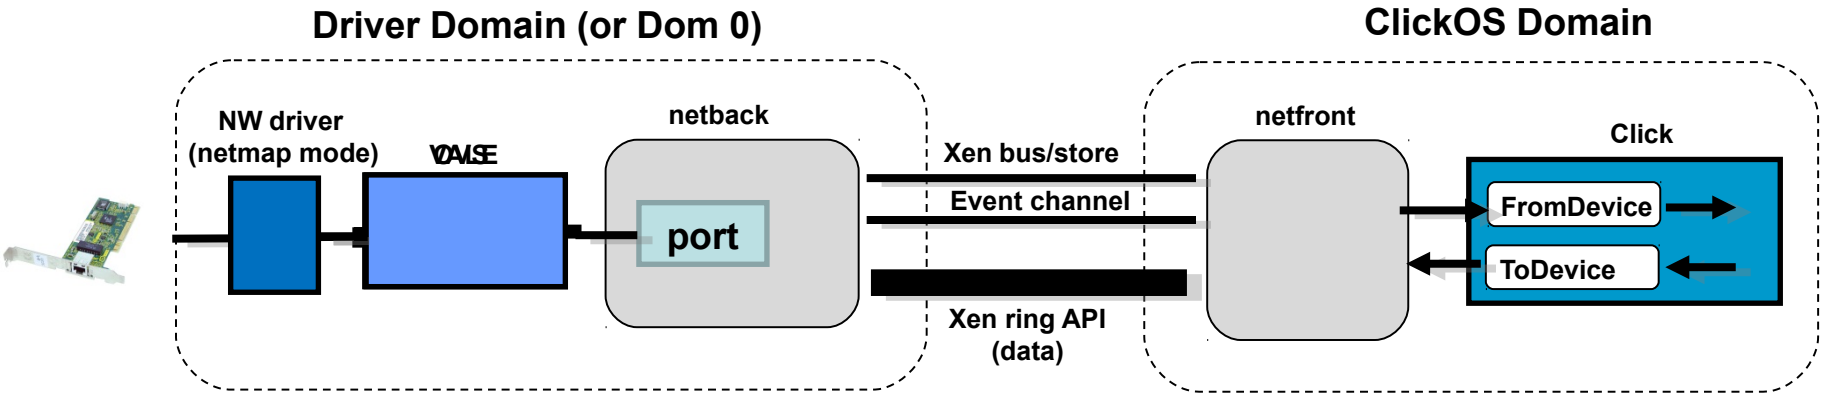 Driver Domain (or Dom 0)
ClickOS Domain
NW driver
(netmap mode)
netback
port
Xen bus/store
Event channel
Xen ring API
(data)
netfront
Click
FromDevice
ToDevice